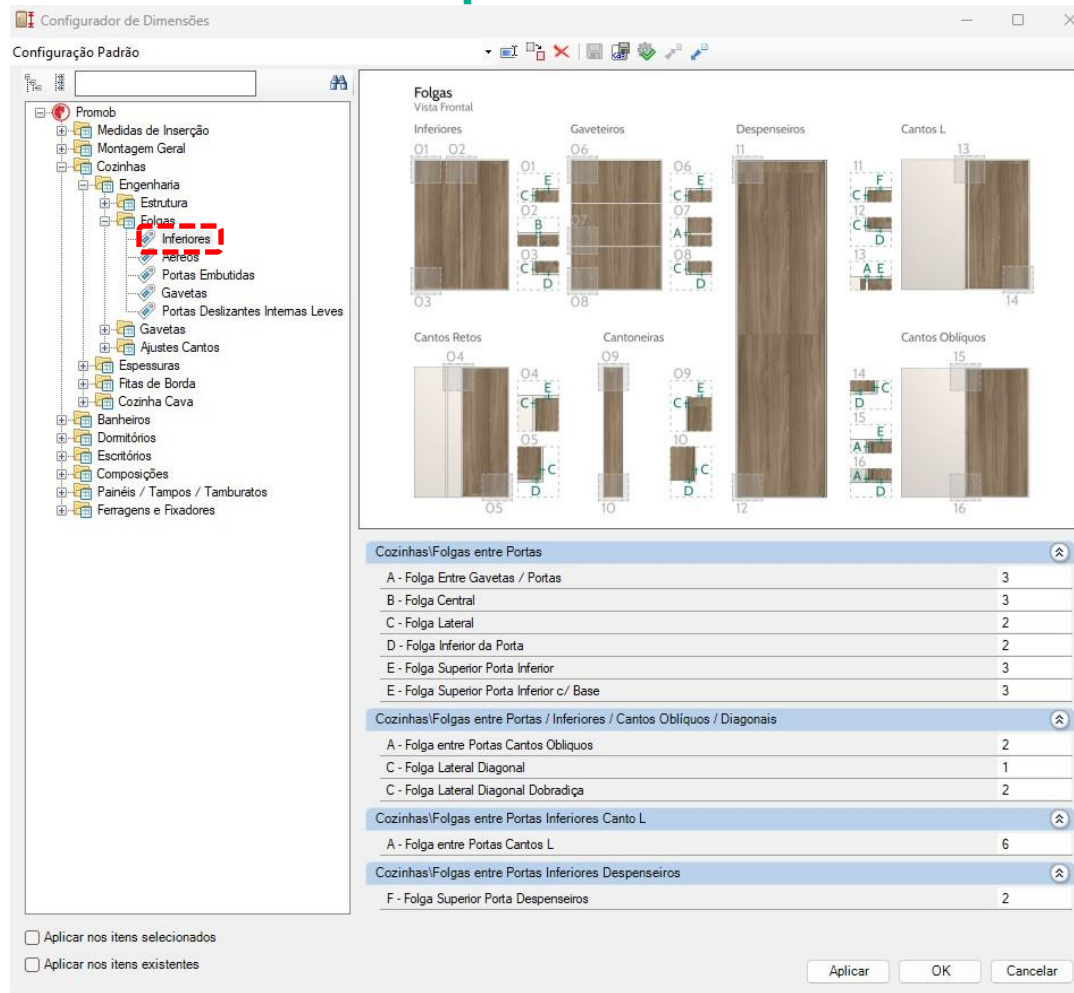 Configurador de Dimensões
Configuração Padrão
Promob
Medidas de Inserção
Montagem Geral
Cozinhas
Engenharia
Estrutura
Folgas
Inferiores
Aéreos
Portas Embutidas
Gavetas
Portas Deslizantes Internas Leves
Gavetas
Ajustes Cantos
Espessuras
Fitas de Borda
Cozinha Cava
Banheiros
Dormitórios
Escritórios
Composições
Painéis / Tampos / Tamburatos
Ferragens e Fixadores
Folgas
Vista Frontal
Inferiores Gaveteiros Despenseiros Cantos L
01 02 06 11 13
01 E C 06 E C 11 F C
02 B 07 07 A 12 C D
03 C D 08 C D 13 A E
03 08 14
Cantos Retos Cantoneiras Cantos Oblíquos
04 09 15
04 E C 09 E C 14 C D
15 E A
05 C D 10 C D 16 A D
05 10 12 16
Cozinhas\Folgas entre Portas
A - Folga Entre Gavetas / Portas 3
B - Folga Central 3
C - Folga Lateral 2
D - Folga Inferior da Porta 2
E - Folga Superior Porta Inferior 3
E - Folga Superior Porta Inferior c/ Base 3
Cozinhas\Folgas entre Portas / Inferiores / Cantos Oblíquos / Diagonais
A - Folga entre Portas Cantos Obliquos 2
C - Folga Lateral Diagonal 1
C - Folga Lateral Diagonal Dobradiça 2
Cozinhas\Folgas entre Portas Inferiores Canto L
A - Folga entre Portas Cantos L 6
Cozinhas\Folgas entre Portas Inferiores Despenseiros
F - Folga Superior Porta Despenseiros 2
Aplicar nos itens selecionados
Aplicar nos itens existentes
Aplicar OK Cancelar